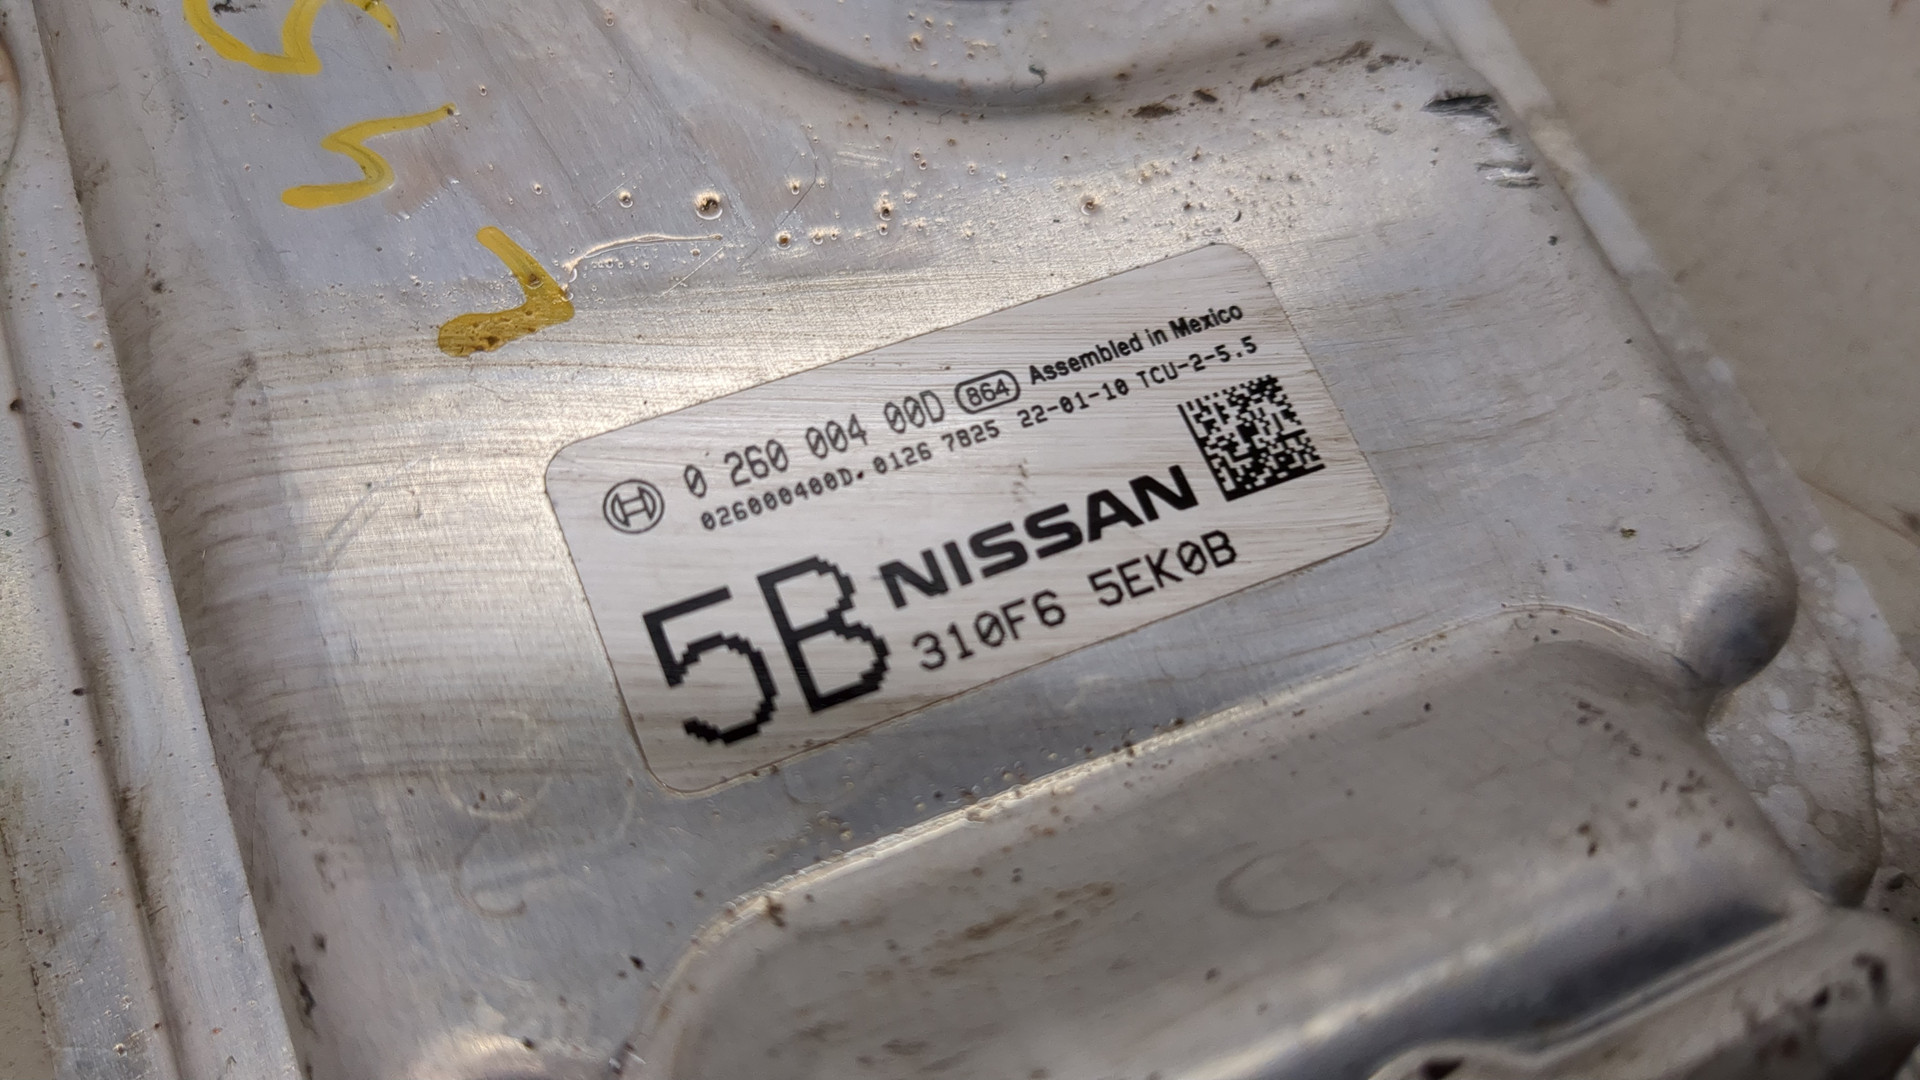 0 260 004 00D 864 Assembled in Mexico
026000400D.0126 7825 22-01-10 TCU-2-5.5
5B NISSAN
310F6 5EK0B